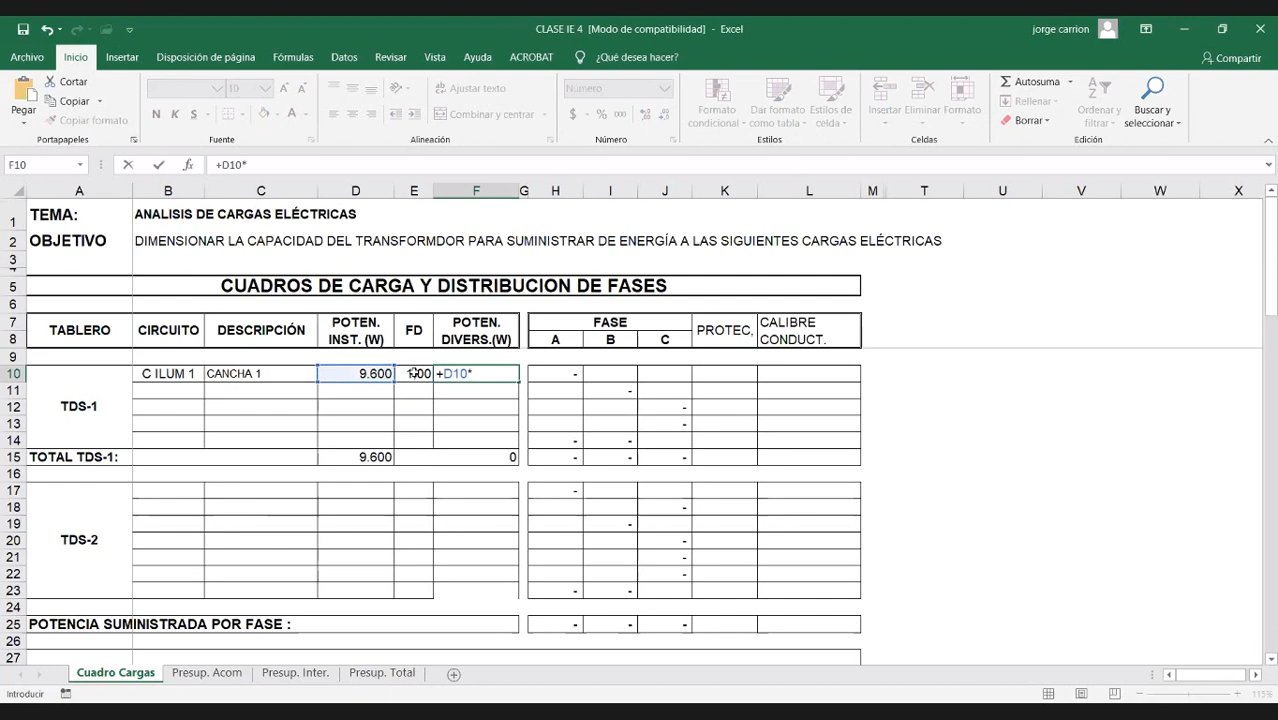 CLASE IE 4 [Modo de compatibilidad] - Excel
jorge carrion
Archivo Inicio Insertar Disposición de página Fórmulas Datos Revisar Vista Ayuda ACROBAT ¿Qué desea hacer? Compartir
Pegar
Cortar
Copiar
Copiar formato
Portapapeles
10
N K S
A
Fuente
Ajustar texto
Combinar y centrar
Alineación
Número
$ % 000
Número
Formato condicional
Dar formato como tabla
Estilos de celda
Estilos
Insertar Eliminar Formato
Celdas
Autosuma
Rellenar
Borrar
Ordenar y filtrar
Buscar y seleccionar
Edición
F10 fx +D10*
A B C D E F G H I J K L M T U V W X
1 TEMA: ANALISIS DE CARGAS ELÉCTRICAS
2 OBJETIVO DIMENSIONAR LA CAPACIDAD DEL TRANSFORMDOR PARA SUMINISTRAR DE ENERGÍA A LAS SIGUIENTES CARGAS ELÉCTRICAS
3
4
5 CUADROS DE CARGA Y DISTRIBUCION DE FASES
6
7 TABLERO CIRCUITO DESCRIPCIÓN POTEN. FD POTEN. FASE PROTEC, CALIBRE
8 INST. (W) DIVERS.(W) A B C CONDUCT.
9
10 C ILUM 1 CANCHA 1 9.600 +D10* -
11 -
12 TDS-1 -
13 -
14 - -
15 TOTAL TDS-1: 9.600 0 - - -
16
17 -
18 -
19 -
20 TDS-2 -
21 -
22 -
23 - -
24
25 POTENCIA SUMINISTRADA POR FASE : - - -
26
27
Cuadro Cargas Presup. Acom Presup. Inter. Presup. Total
Introducir 115%